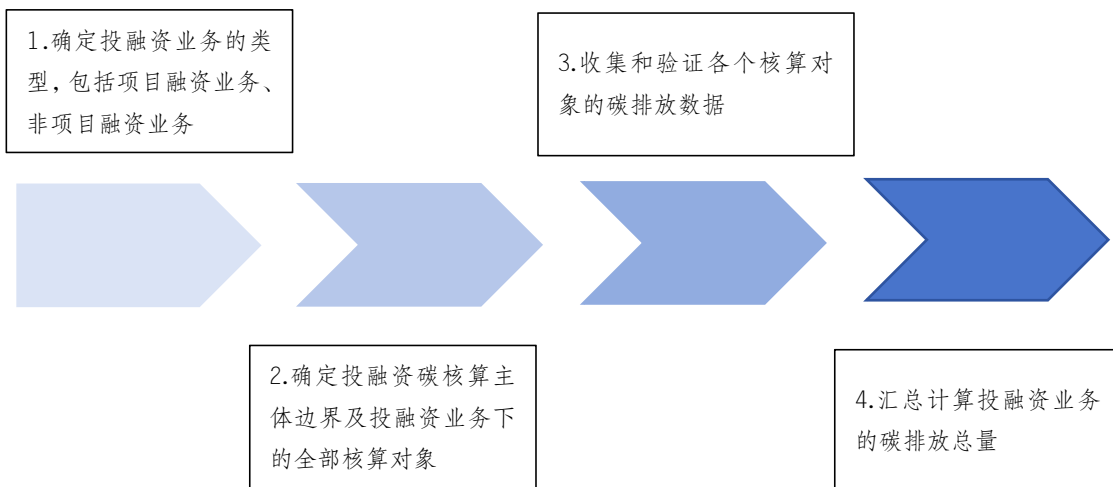 1.确定投融资业务的类
型，包括项目融资业务、
非项目融资业务
2.确定投融资碳核算主
体边界及投融资业务下
的全部核算对象
3.收集和验证各个核算对
象的碳排放数据
4.汇总计算投融资业务
的碳排放总量